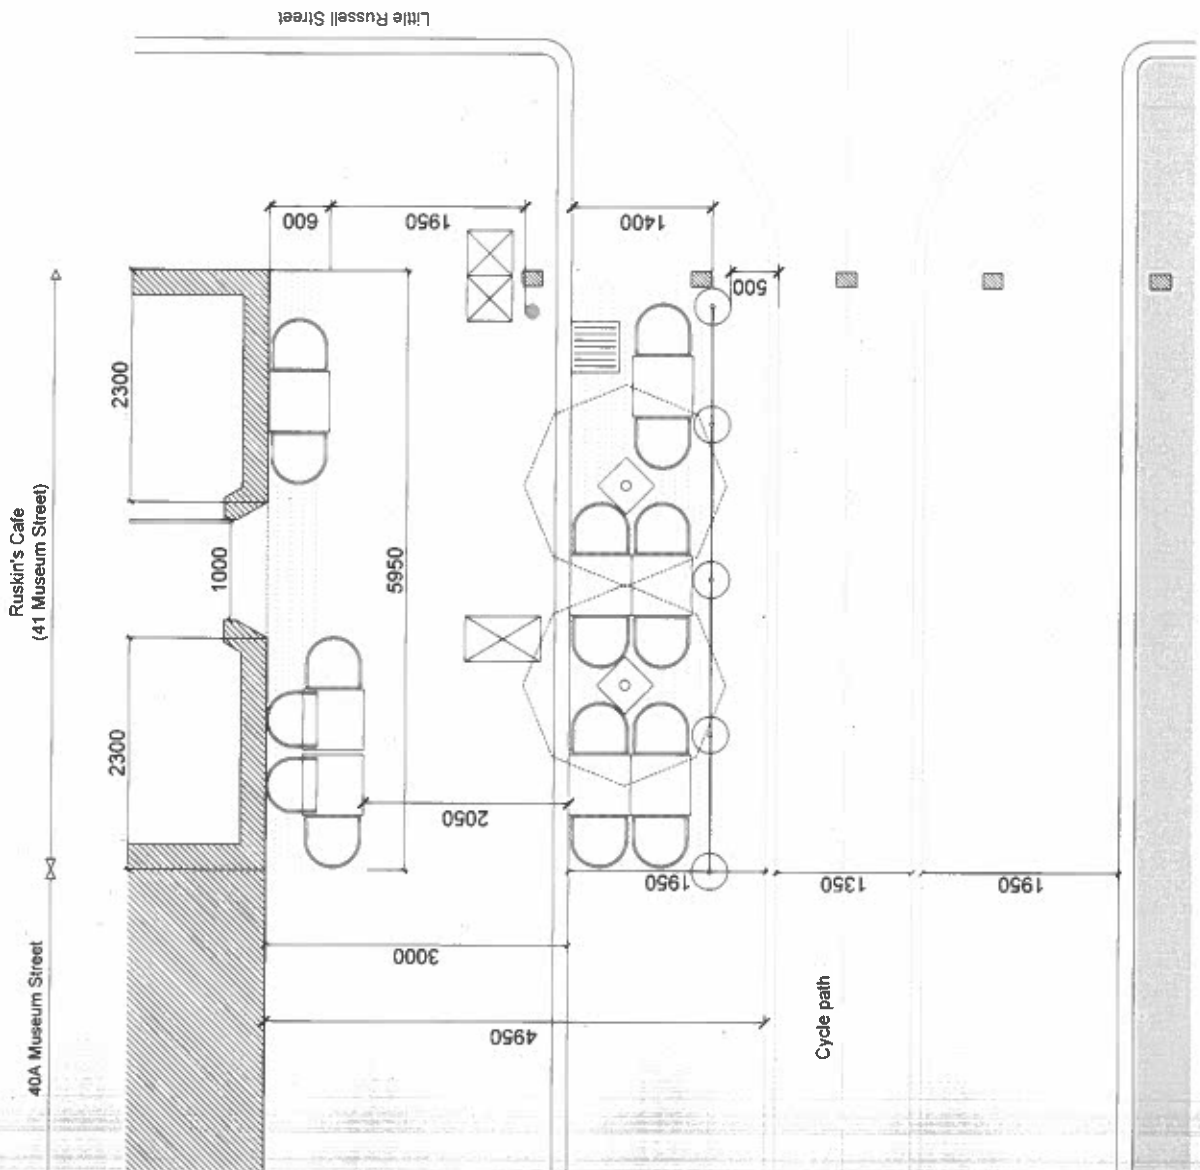 Little Russell Street
600
1950
1400
500
2300
Ruskin's Cafe
(41 Museum Street)
1000
5950
2300
2050
1950
1350
1950
40A Museum Street
3000
4950
Cycle path